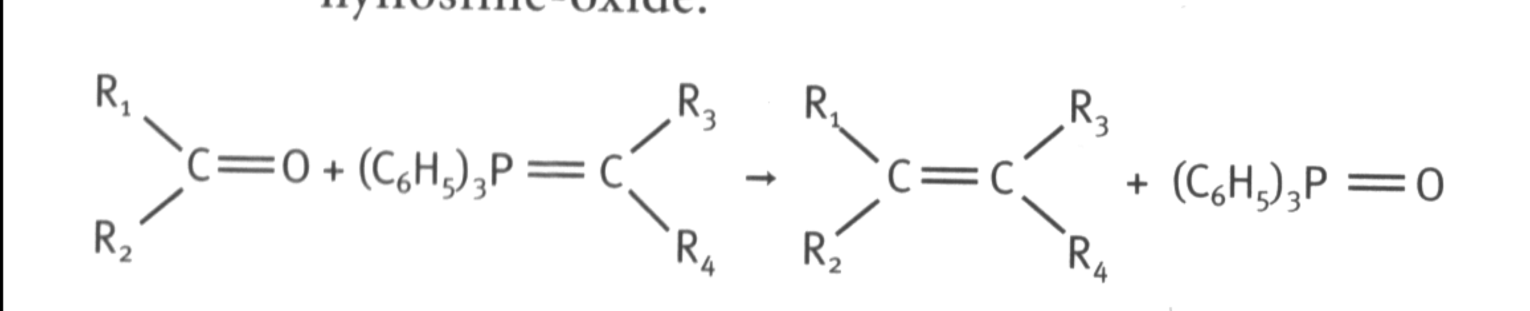 R₁ R₃ R₁ R₃
C=O + (C₆H₅)₃P=C → C=C + (C₆H₅)₃P=O
R₂ R₄ R₂ R₄